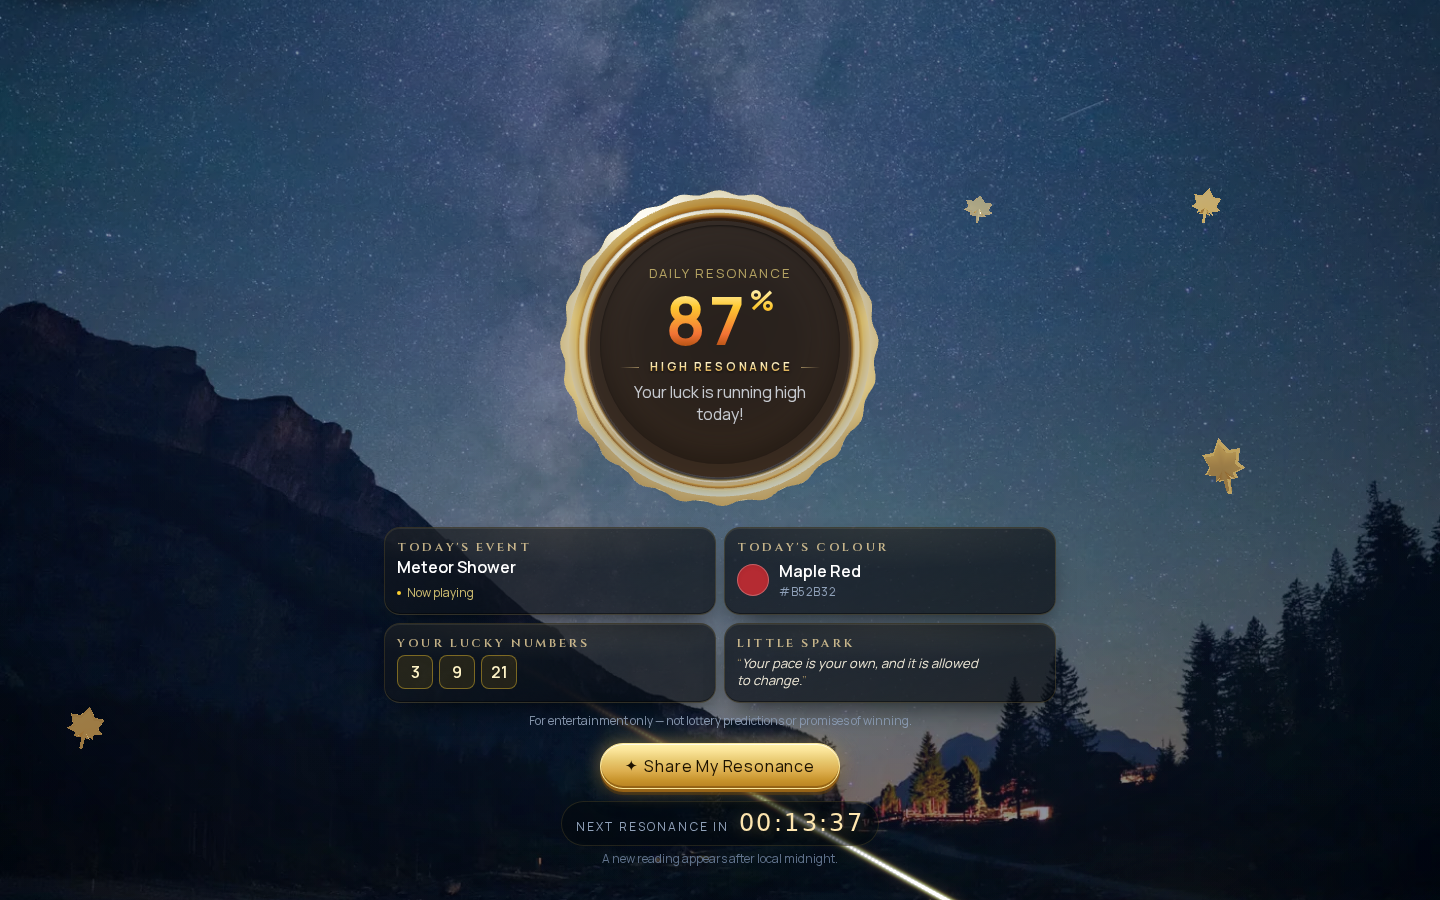 DAILY RESONANCE
87%
HIGH RESONANCE
Your luck is running high
today!
TODAY'S EVENT
Meteor Shower
Now playing
TODAY'S COLOUR
Maple Red
#B52B32
YOUR LUCKY NUMBERS
3 9 21
LITTLE SPARK
"Your pace is your own, and it is allowed
to change."
For entertainment only — not lottery predictions or promises of winning.
✦ Share My Resonance
NEXT RESONANCE IN 00:13:37
A new reading appears after local midnight.